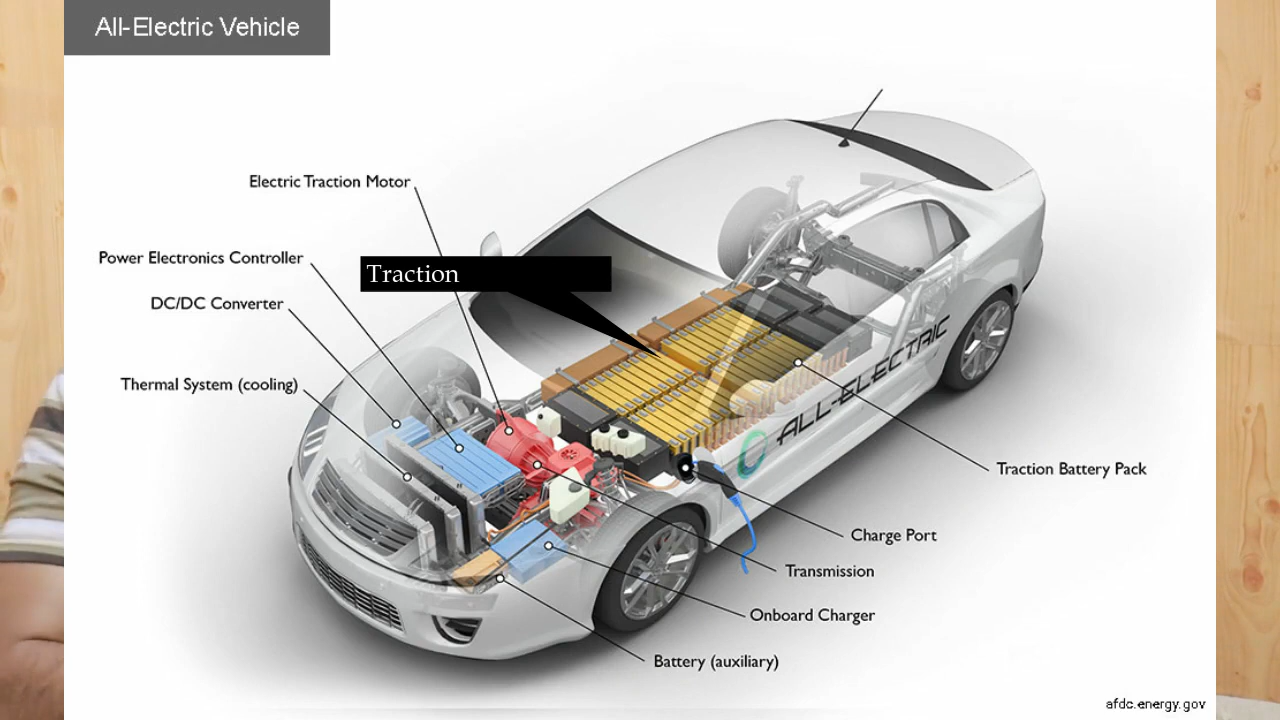 All-Electric Vehicle
Electric Traction Motor
Power Electronics Controller
Traction
DC/DC Converter
Thermal System (cooling)
ALL-ELECTRIC
Traction Battery Pack
Charge Port
Transmission
Onboard Charger
Battery (auxiliary)
afdc.energy.gov